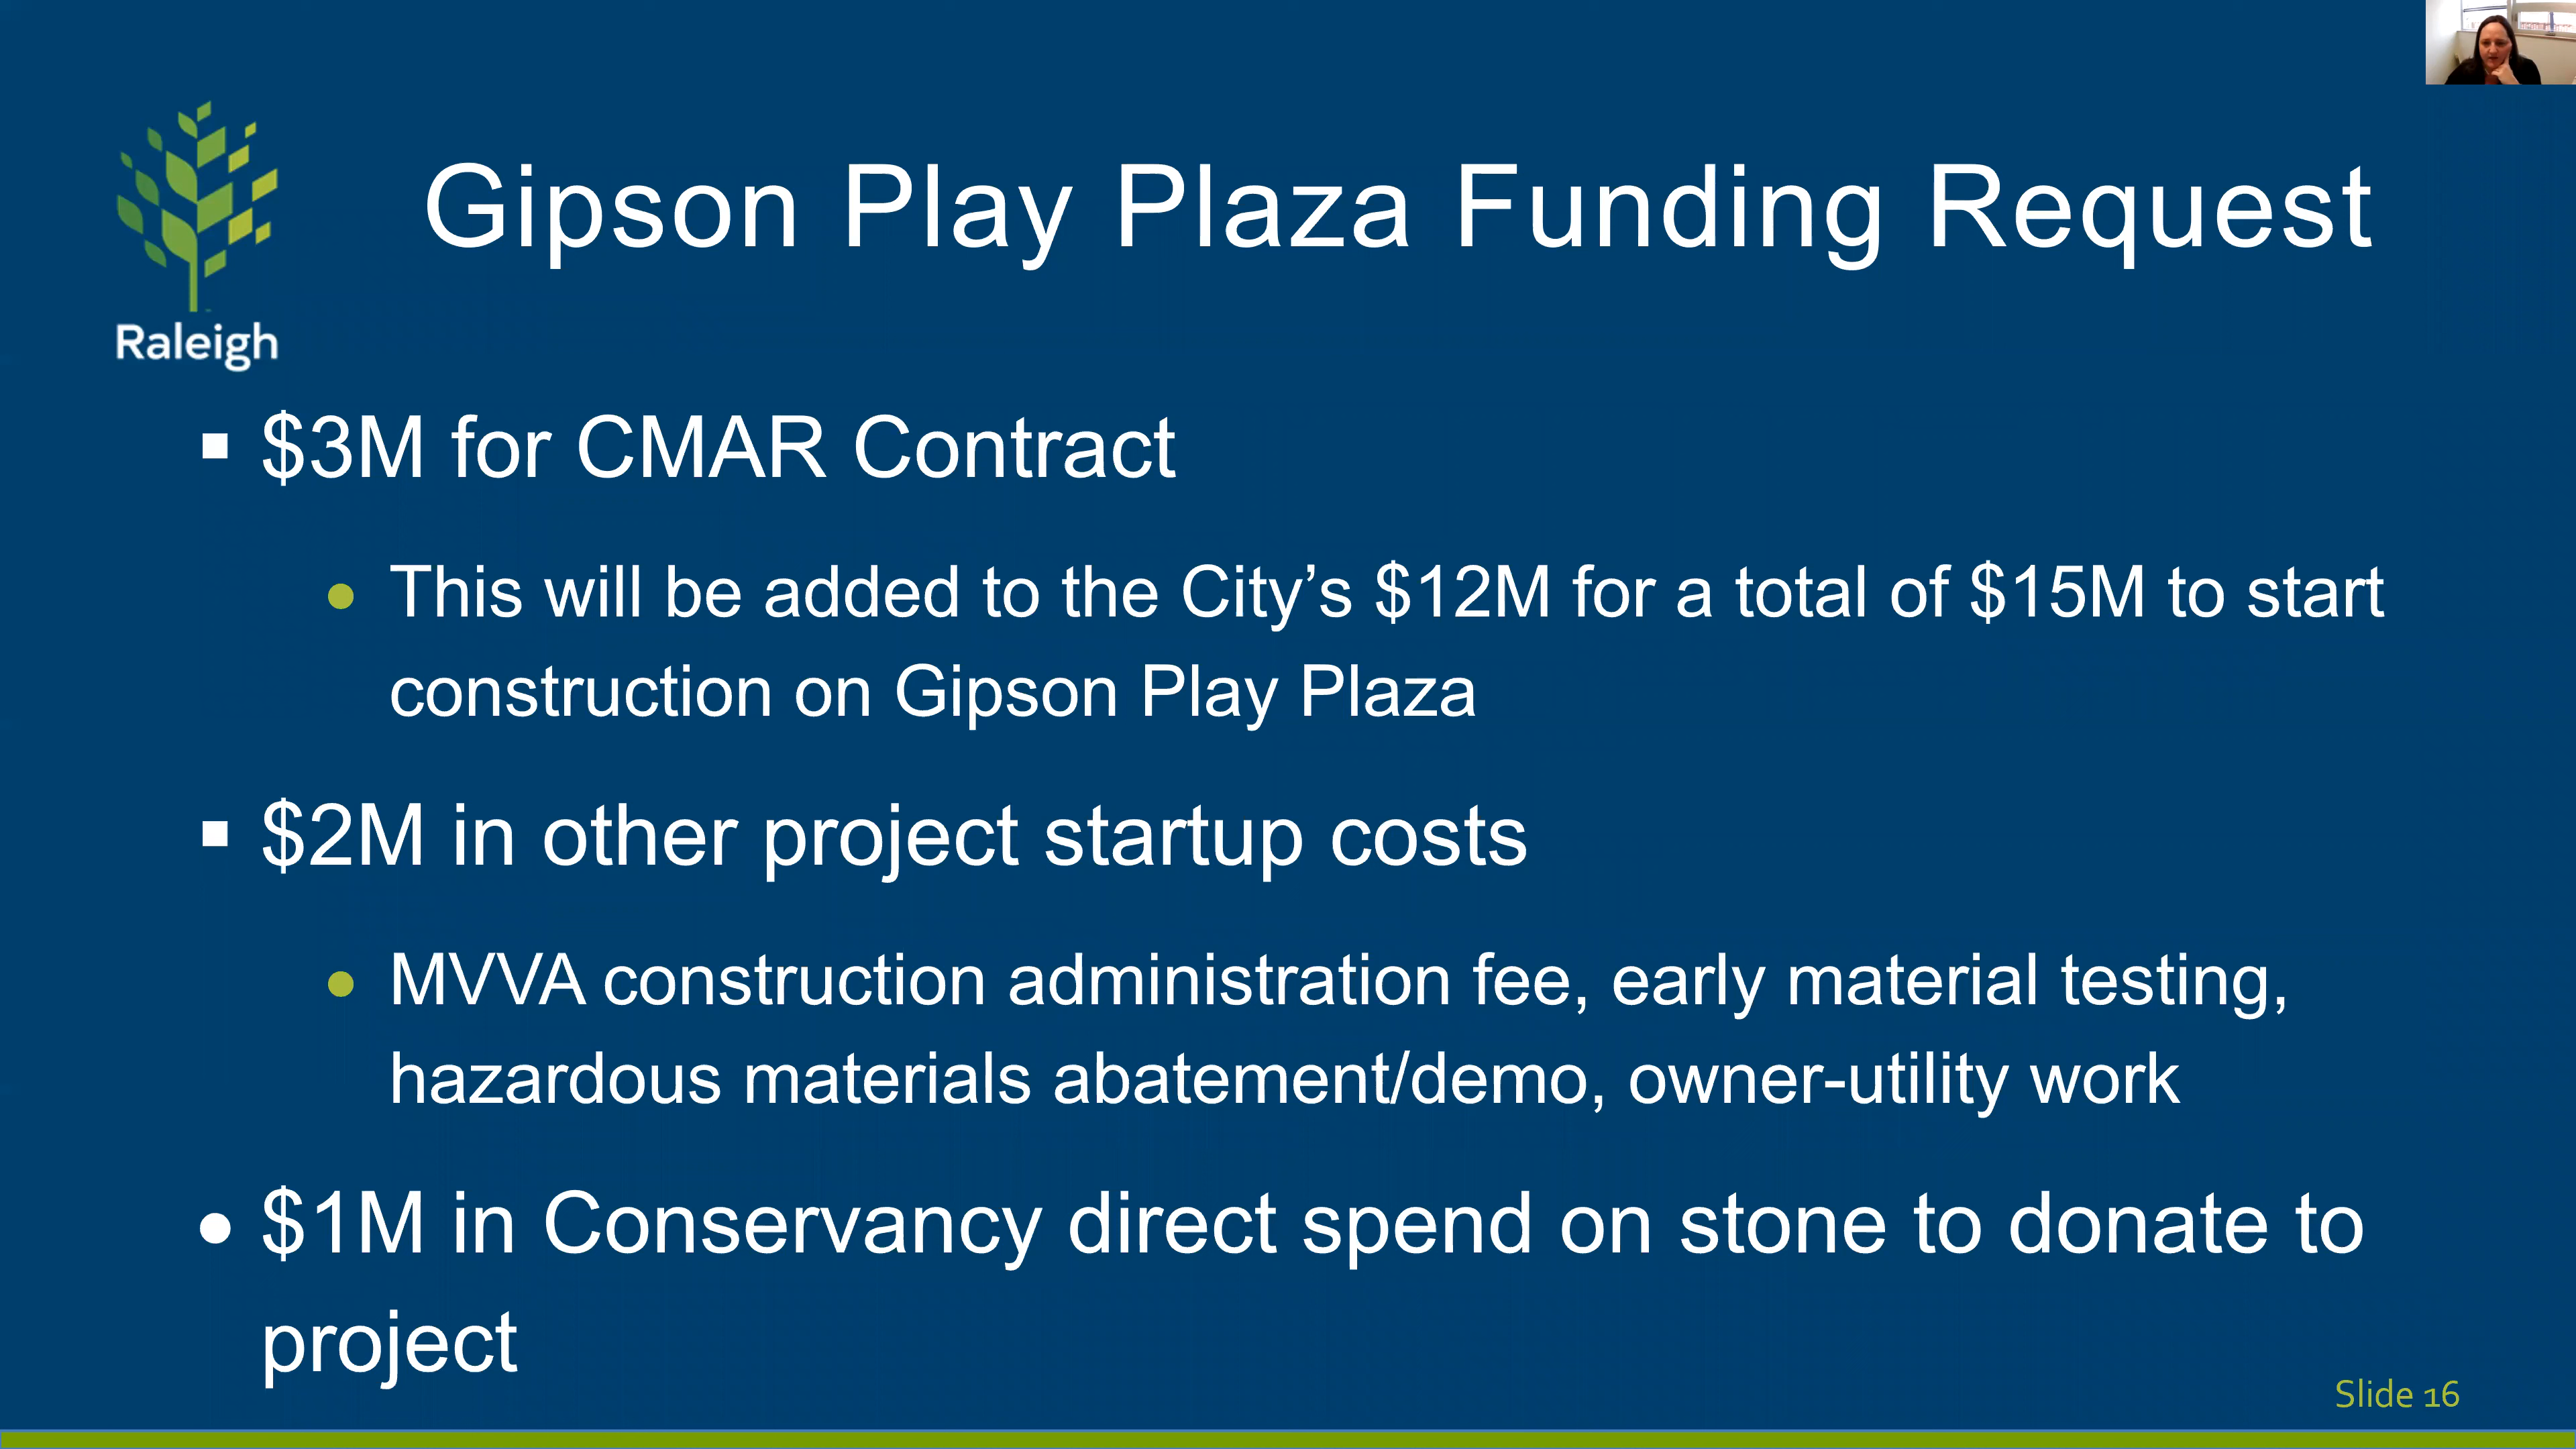 Gipson Play Plaza Funding Request
Raleigh
▪ $3M for CMAR Contract
• This will be added to the City’s $12M for a total of $15M to start
construction on Gipson Play Plaza
▪ $2M in other project startup costs
• MVVA construction administration fee, early material testing,
hazardous materials abatement/demo, owner-utility work
• $1M in Conservancy direct spend on stone to donate to
project
Slide 16